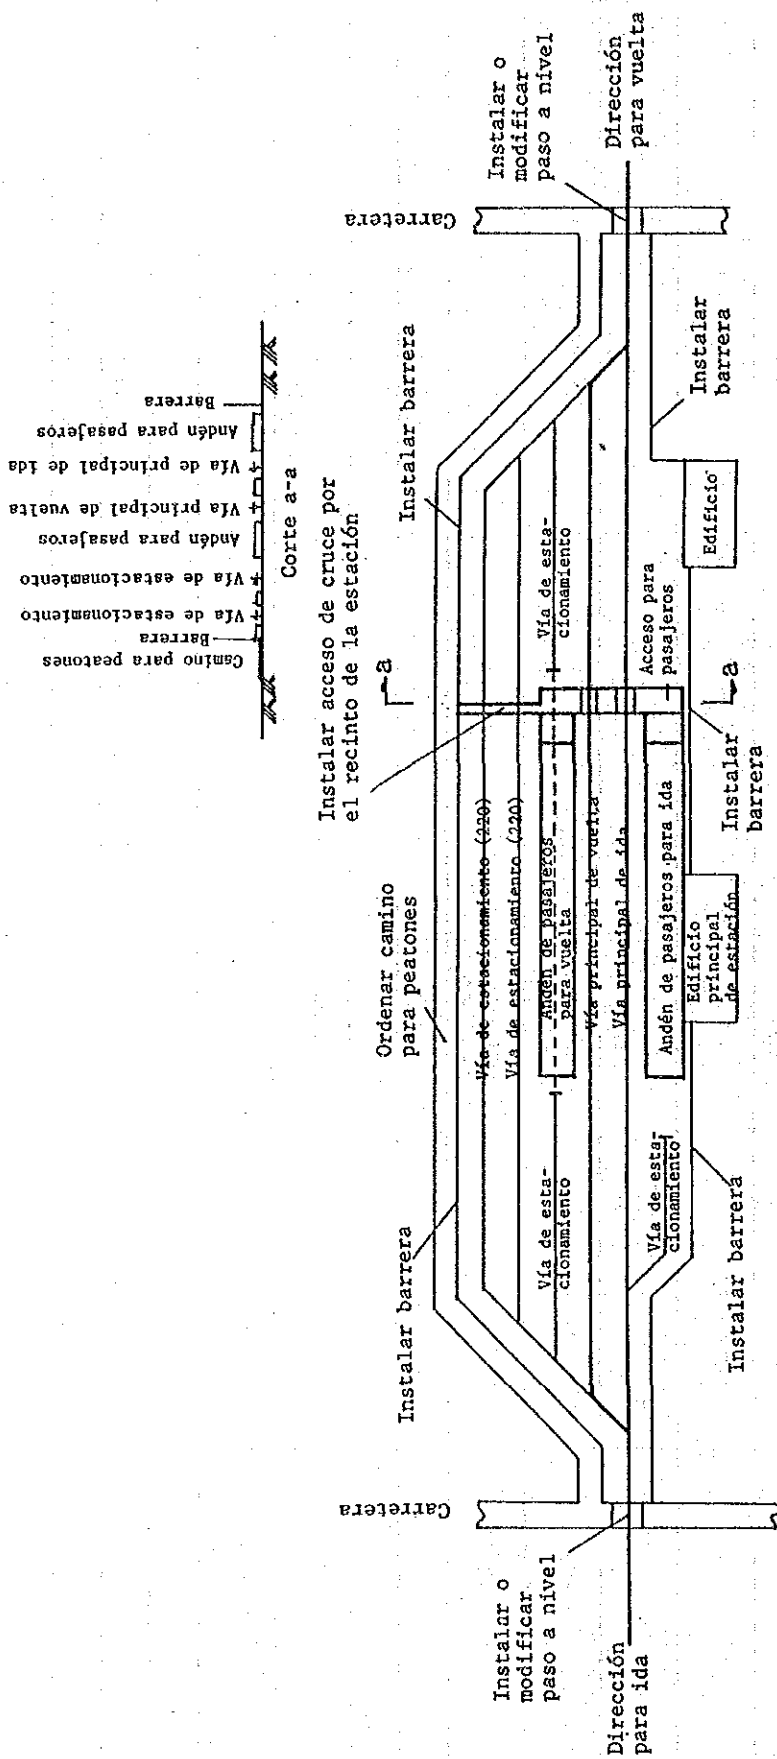 Camino para peatones
Barrera
Vía de estacionamiento
Vía de estacionamiento
Andén para pasajeros
Vía principal de vuelta
Vía de principal de ida
Andén para pasajeros
Barrera
Corte a-a
Instalar acceso de cruce por
el recinto de la estación
Ordenar camino
para peatones
Instalar barrera
Instalar barrera
Carretera
Carretera
a
a
Vía de estacionamiento (220)
Vía de estacionamiento (220)
Vía de esta-
cionamiento
Andén de pasajeros
para vuelta
Vía de esta-
cionamiento
Vía principal de vuelta
Vía principal de ida
Instalar o
modificar
paso a nivel
Dirección
para ida
Instalar o
modificar
paso a nivel
Dirección
para vuelta
Vía de esta-
cionamiento
Andén de pasajeros para ida
Acceso para
pasajeros
Edificio
principal
de estación
Edificio
Instalar barrera
Instalar
barrera
Instalar
barrera